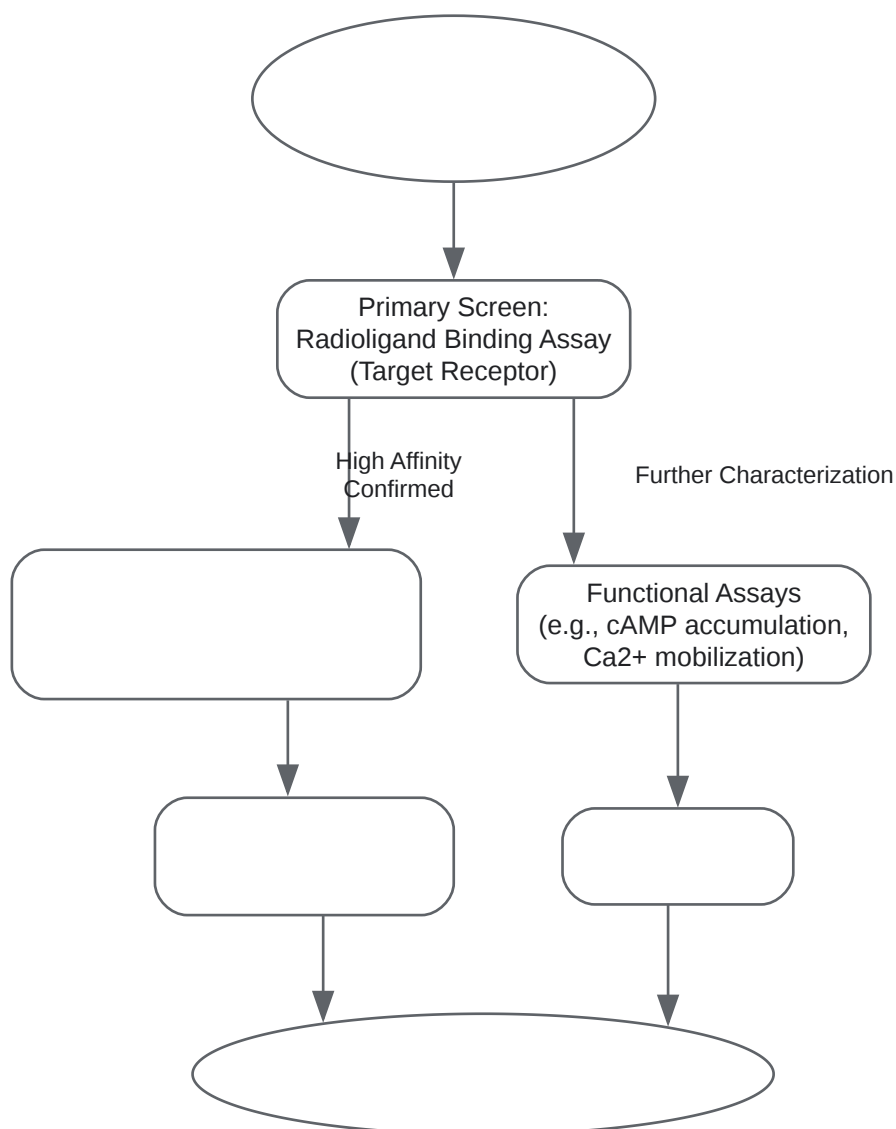 Primary Screen:
Radioligand Binding Assay
(Target Receptor)
High Affinity
Confirmed
Further Characterization
Functional Assays
(e.g., cAMP accumulation,
Ca2+ mobilization)